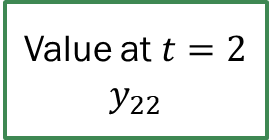 Value at t = 2
y₂₂